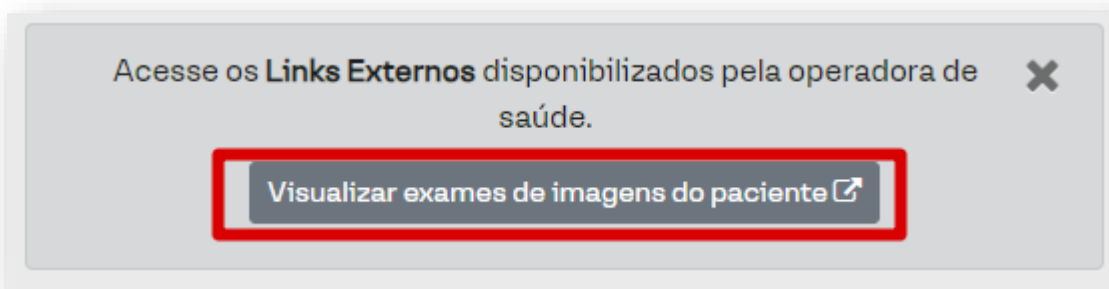 Acesse os Links Externos disponibilizados pela operadora de
saúde.
Visualizar exames de imagens do paciente